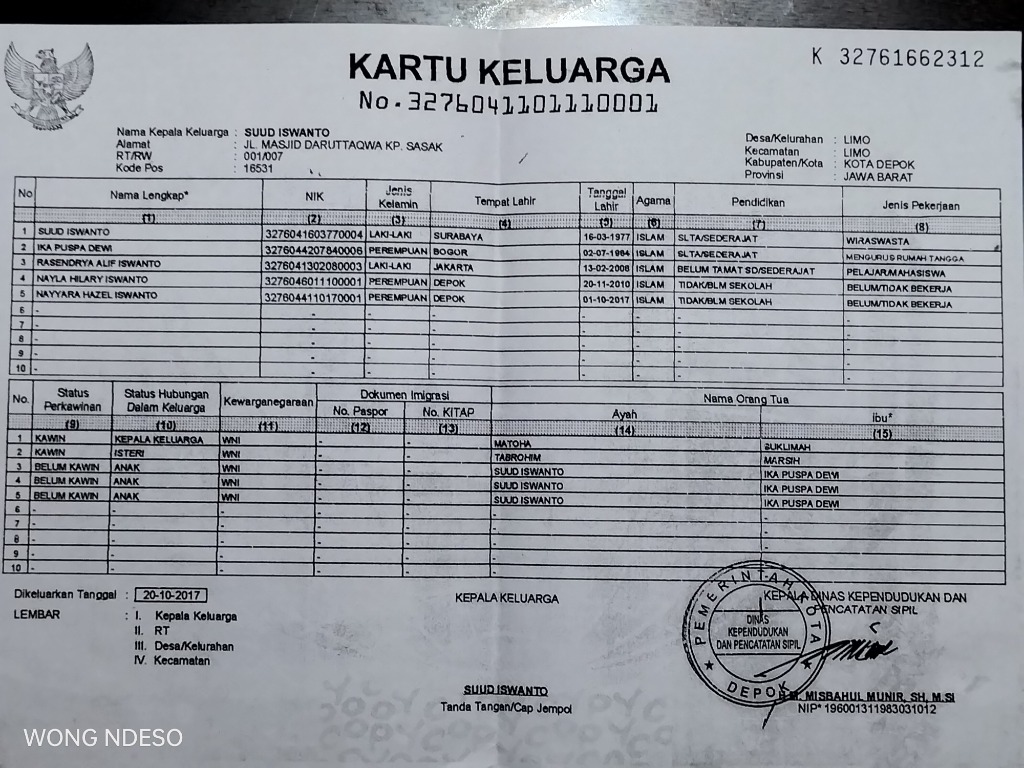 KARTU KELUARGA
No. 3276041101110001
K 32761662312
Nama Kepala Keluarga : SUUD ISWANTO
Alamat : JL. MASJID DARUTTAQWA KP. SASAK
RT/RW : 001/007
Kode Pos : 16531
Desa/Kelurahan : LIMO
Kecamatan : LIMO
Kabupaten/Kota : KOTA DEPOK
Provinsi : JAWA BARAT
No Nama Lengkap* NIK Jenis Kelamin Tempat Lahir Tanggal Lahir Agama Pendidikan Jenis Pekerjaan
(1) (2) (3) (4) (5) (6) (7) (8)
1 SUUD ISWANTO 3276041603770004 LAKI-LAKI SURABAYA 16-03-1977 ISLAM SLTA/SEDERAJAT WIRASWASTA
2 IKA PUSPA DEWI 3276044207840006 PEREMPUAN BOGOR 02-07-1984 ISLAM SLTA/SEDERAJAT MENGURUS RUMAH TANGGA
3 RASENDRYA ALIF ISWANTO 3276041302080003 LAKI-LAKI JAKARTA 13-02-2008 ISLAM BELUM TAMAT SD/SEDERAJAT PELAJAR/MAHASISWA
4 NAYLA HILARY ISWANTO 3276046011100001 PEREMPUAN DEPOK 20-11-2010 ISLAM TIDAK/BLM SEKOLAH BELUM/TIDAK BEKERJA
5 NAYYARA HAZEL ISWANTO 3276044110170001 PEREMPUAN DEPOK 01-10-2017 ISLAM TIDAK/BLM SEKOLAH BELUM/TIDAK BEKERJA
6 - - - - - - - -
7 - - - - - - - -
8 - - - - - - - -
9 - - - - - - - -
10 - - - - - - - -
No. Status Perkawinan Status Hubungan Dalam Keluarga Kewarganegaraan Dokumen Imigrasi Nama Orang Tua
No. Paspor No. KITAP Ayah Ibu*
(9) (10) (11) (12) (13) (14) (15)
1 KAWIN KEPALA KELUARGA WNI - - MATOHA SUKLIMAH
2 KAWIN ISTERI WNI - - TABROHIM MARSIH
3 BELUM KAWIN ANAK WNI - - SUUD ISWANTO IKA PUSPA DEWI
4 BELUM KAWIN ANAK WNI - - SUUD ISWANTO IKA PUSPA DEWI
5 BELUM KAWIN ANAK WNI - - SUUD ISWANTO IKA PUSPA DEWI
6 - - - - - - -
7 - - - - - - -
8 - - - - - - -
9 - - - - - - -
10 - - - - - - -
Dikeluarkan Tanggal : 20-10-2017
LEMBAR : I. Kepala Keluarga
II. RT
III. Desa/Kelurahan
IV. Kecamatan
KEPALA KELUARGA
SUUD ISWANTO
Tanda Tangan/Cap Jempol
KEPALA DINAS KEPENDUDUKAN DAN
PENCATATAN SIPIL
PEMERINTAH KOTA
DINAS
KEPENDUDUKAN
DAN PENCATATAN SIPIL
DEPOK
MISBAHUL MUNIR, SH, M.SI
NIP* 196001311983031012
WONG NDESO